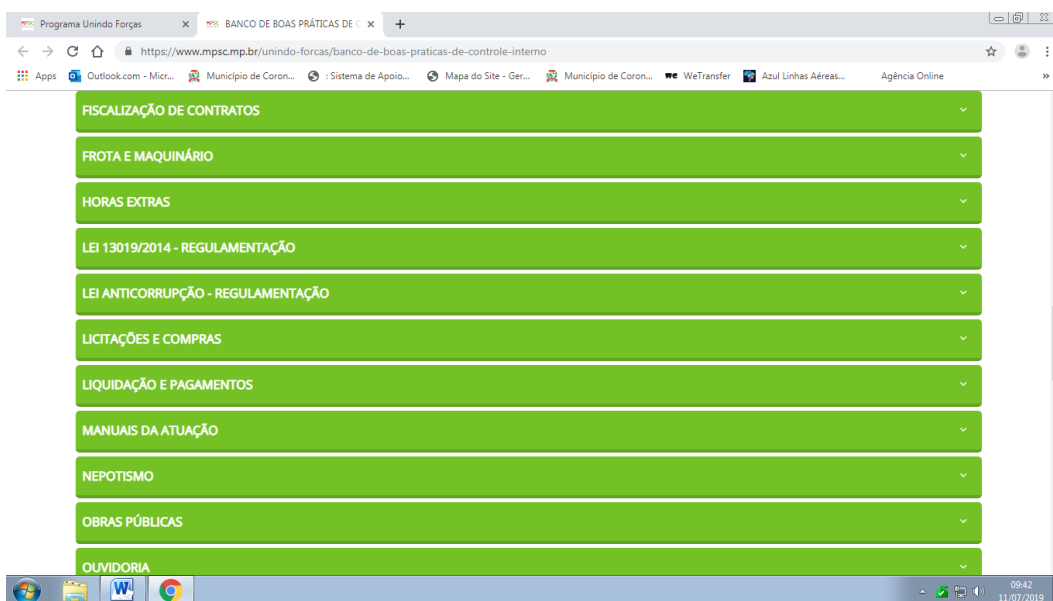 MPSC Programa Unindo Forças
MPSC BANCO DE BOAS PRÁTICAS DE C
https://www.mpsc.mp.br/unindo-forcas/banco-de-boas-praticas-de-controle-interno
Apps Outlook.com - Micr... Município de Coron... : Sistema de Apoio... Mapa do Site - Ger... Município de Coron... we WeTransfer Azul Linhas Aéreas... Agência Online
FISCALIZAÇÃO DE CONTRATOS
FROTA E MAQUINÁRIO
HORAS EXTRAS
LEI 13019/2014 - REGULAMENTAÇÃO
LEI ANTICORRUPÇÃO - REGULAMENTAÇÃO
LICITAÇÕES E COMPRAS
LIQUIDAÇÃO E PAGAMENTOS
MANUAIS DA ATUAÇÃO
NEPOTISMO
OBRAS PÚBLICAS
OUVIDORIA
09:42
11/07/2019